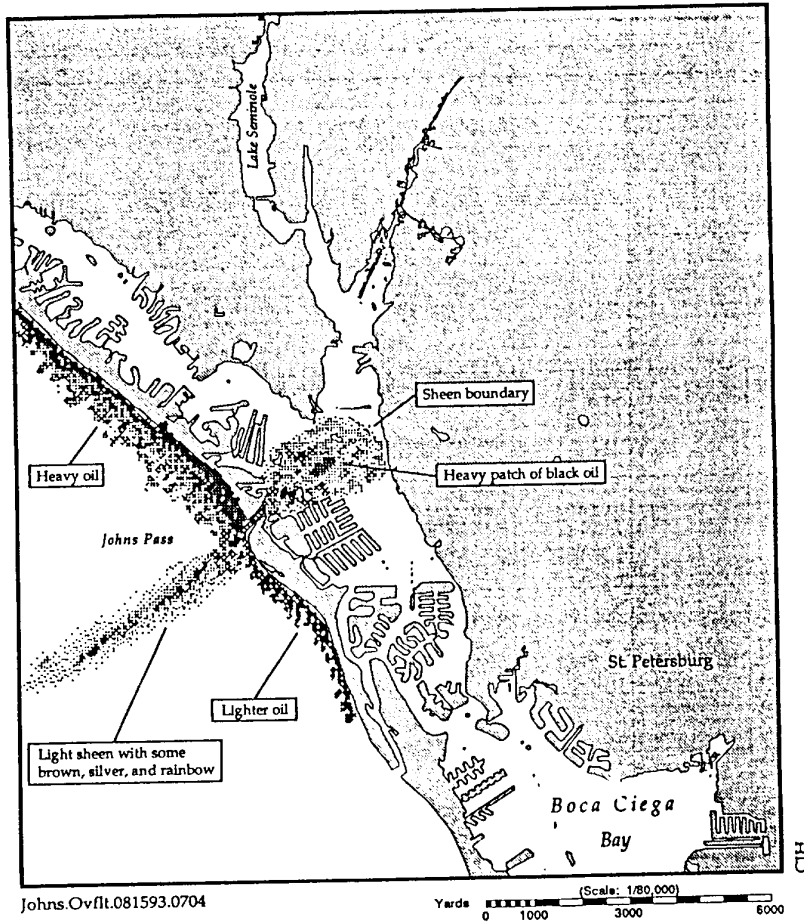 Lake Seminole
Sheen boundary
Heavy patch of black oil
Heavy oil
Johns Pass
St. Petersburg
Lighter oil
Light sheen with some
brown, silver, and rainbow
Boca Ciega
Bay
Johns.Ovflt.081593.0704
Yards
(Scale: 1/80,000)
0 1000 3000 6000